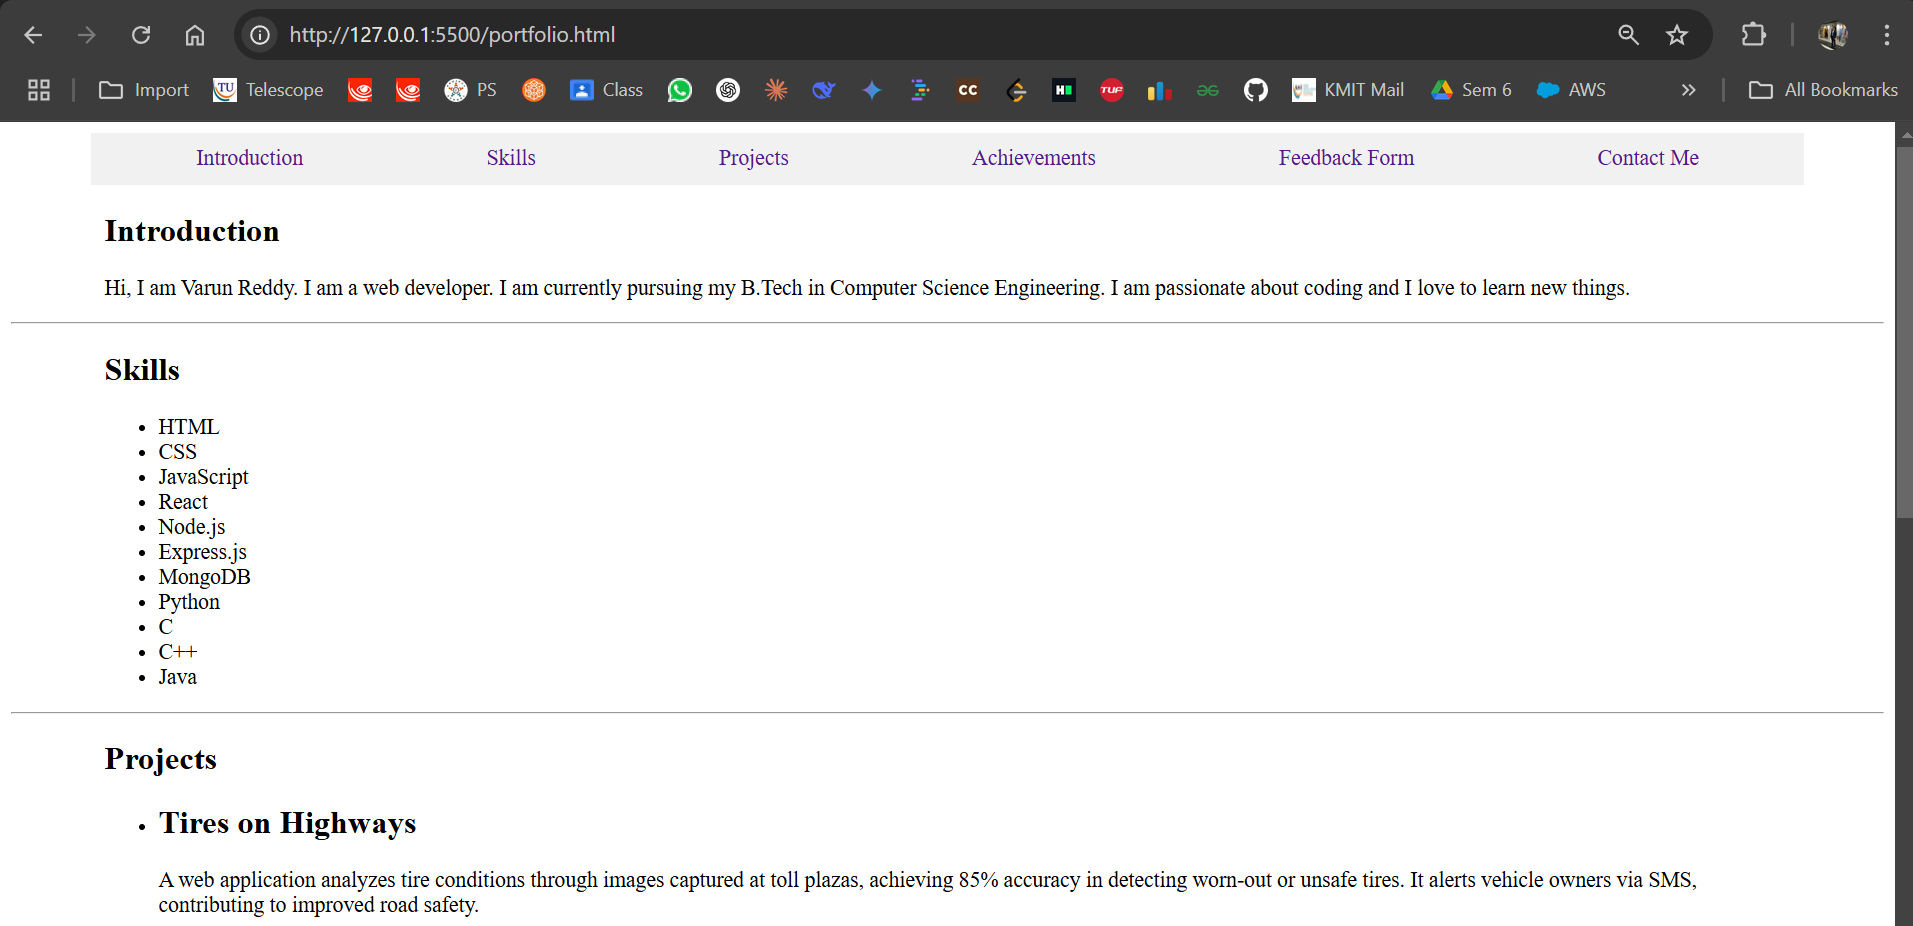 http://127.0.0.1:5500/portfolio.html
Import TU Telescope PS Class CC H TUF KMIT Mail Sem 6 AWS All Bookmarks
Introduction Skills Projects Achievements Feedback Form Contact Me
Introduction
Hi, I am Varun Reddy. I am a web developer. I am currently pursuing my B.Tech in Computer Science Engineering. I am passionate about coding and I love to learn new things.
Skills
• HTML
• CSS
• JavaScript
• React
• Node.js
• Express.js
• MongoDB
• Python
• C
• C++
• Java
Projects
• Tires on Highways
A web application analyzes tire conditions through images captured at toll plazas, achieving 85% accuracy in detecting worn-out or unsafe tires. It alerts vehicle owners via SMS,
contributing to improved road safety.